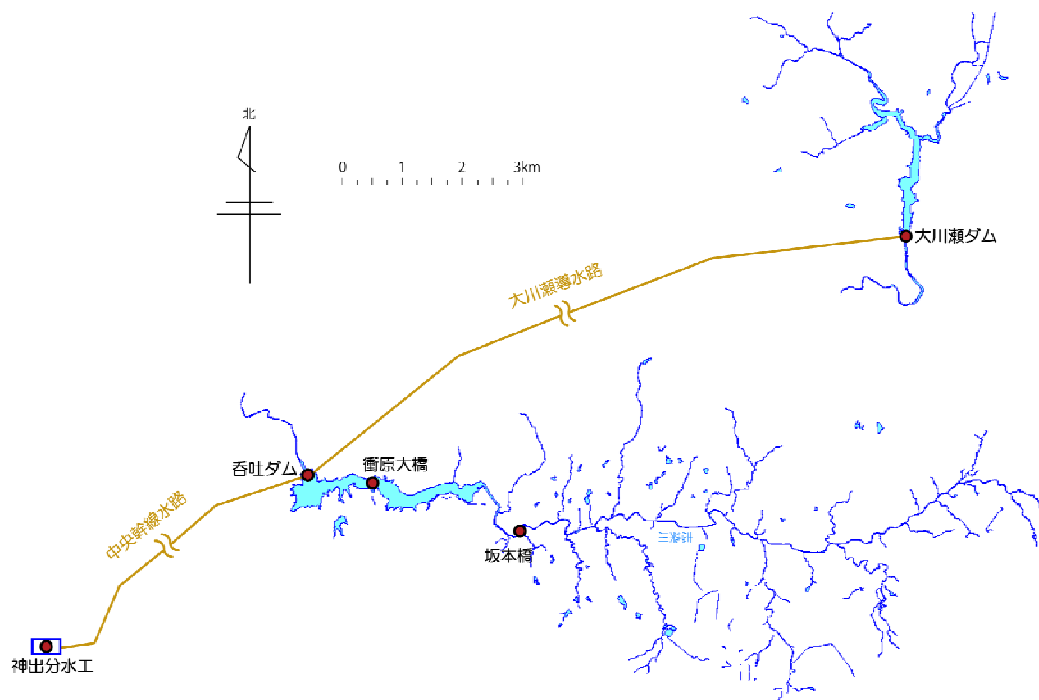 北
0 1 2 3km
大川瀬ダム
大川瀬導水路
呑吐ダム
衝原大橋
中央幹線水路
坂本橋
神出分水工